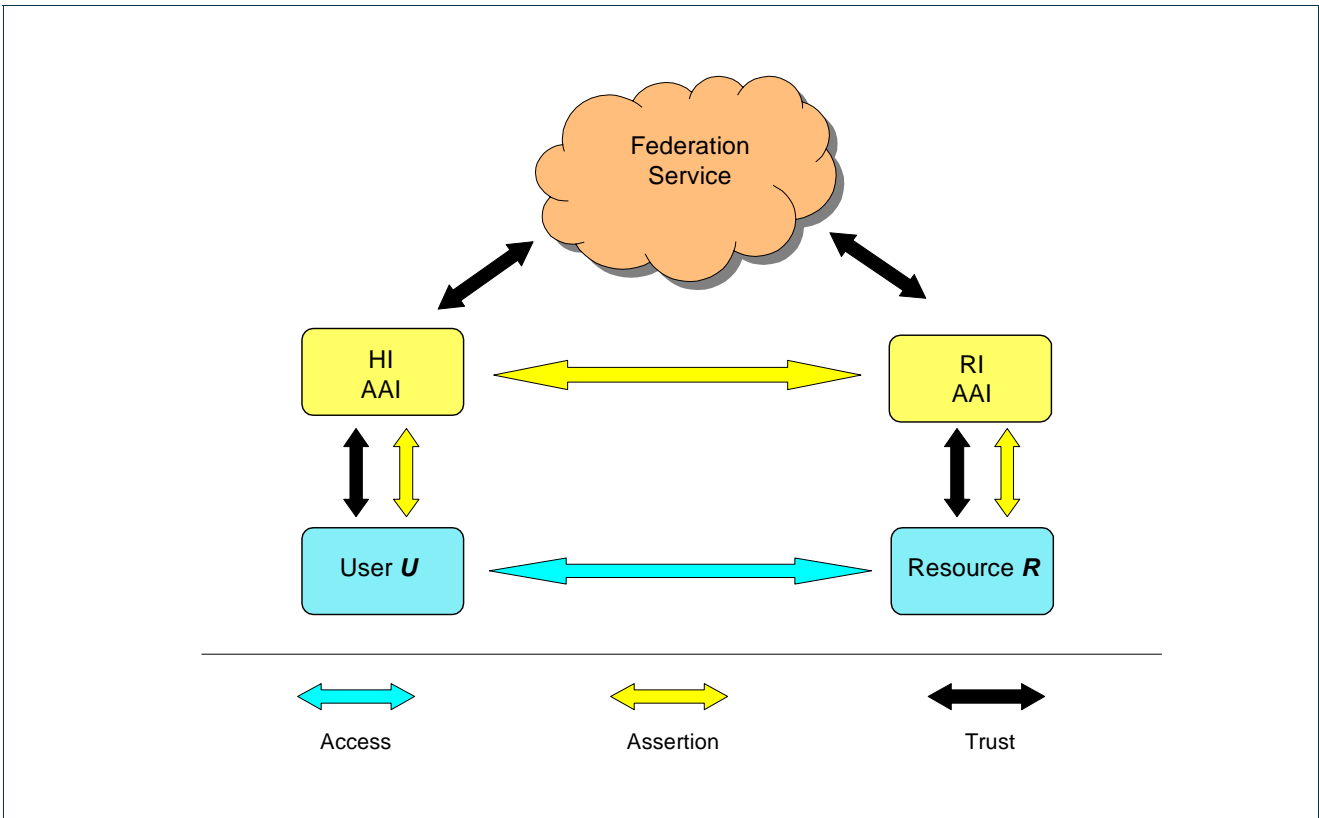 Federation
Service
HI
AAI
RI
AAI
User U
Resource R
Access
Assertion
Trust